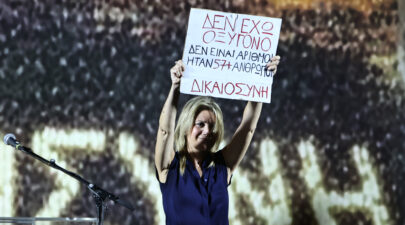 ΔΕΝ ΕΧΩ
ΟΞΥΓΟΝΟ
ΔΕΝ ΕΙΝΑΙ ΑΡΙΘΜΟΙ
ΗΤΑΝ 57+ ΑΝΘΡΩΠΟΙ
ΔΙΚΑΙΟΣΥΝΗ